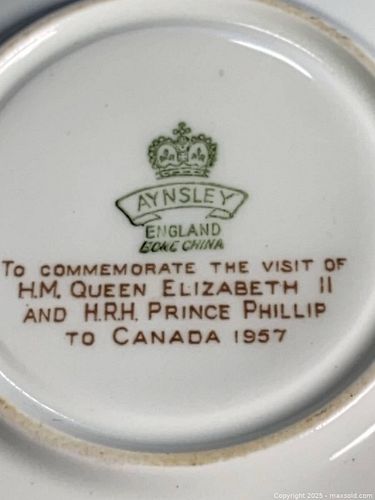 AYNSLEY
ENGLAND
BONE CHINA
TO COMMEMORATE THE VISIT OF
H.M. QUEEN ELIZABETH II
AND H.R.H. PRINCE PHILLIP
TO CANADA 1957
Copyright 2025 - maxsold.com